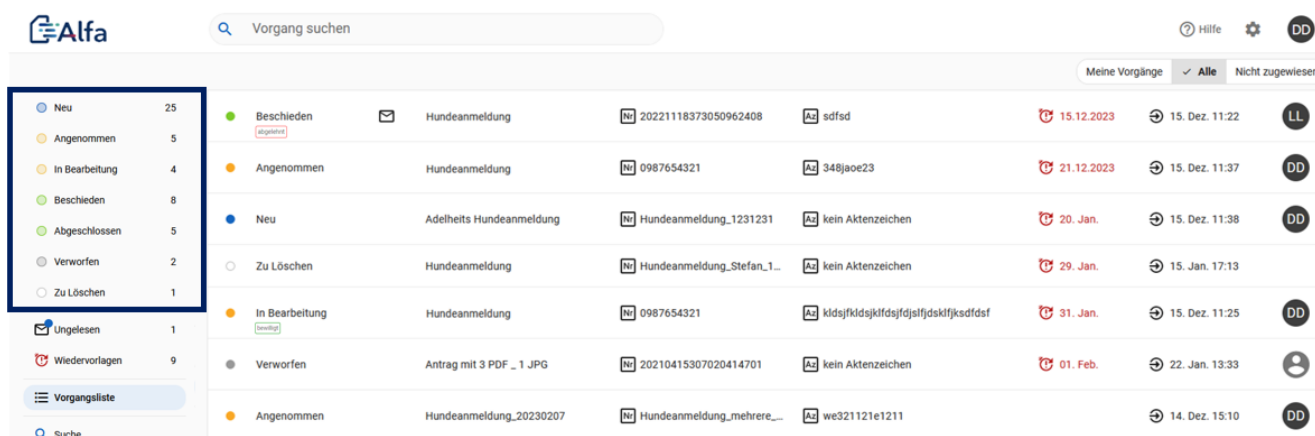 Alfa
Vorgang suchen
Hilfe
DD
Meine Vorgänge
Alle
Nicht zugewiesen
Neu 25
Angenommen 5
In Bearbeitung 4
Beschieden 8
Abgeschlossen 5
Verworfen 2
Zu Löschen 1
Ungelesen 1
Wiedervorlagen 9
Vorgangsliste
Suche
Beschieden Hundeanmeldung Nr 20221118373050962408 Az sdfsd 15.12.2023 15. Dez. 11:22 LL
abgelehnt
Angenommen Hundeanmeldung Nr 0987654321 Az 348jaoe23 21.12.2023 15. Dez. 11:37 DD
Neu Adelheits Hundeanmeldung Nr Hundeanmeldung_1231231 Az kein Aktenzeichen 20. Jan. 15. Dez. 11:38 DD
Zu Löschen Hundeanmeldung Nr Hundeanmeldung_Stefan_1... Az kein Aktenzeichen 29. Jan. 15. Jan. 17:13
In Bearbeitung Hundeanmeldung Nr 0987654321 Az kldsjfkldsjklfdsjfdjslfjdsklfjksdfdsf 31. Jan. 15. Dez. 11:25 DD
bewilligt
Verworfen Antrag mit 3 PDF _ 1 JPG Nr 20210415307020414701 Az kein Aktenzeichen 01. Feb. 22. Jan. 13:33
Angenommen Hundeanmeldung_20230207 Nr Hundeanmeldung_mehrere_... Az we321121e1211 14. Dez. 15:10 DD